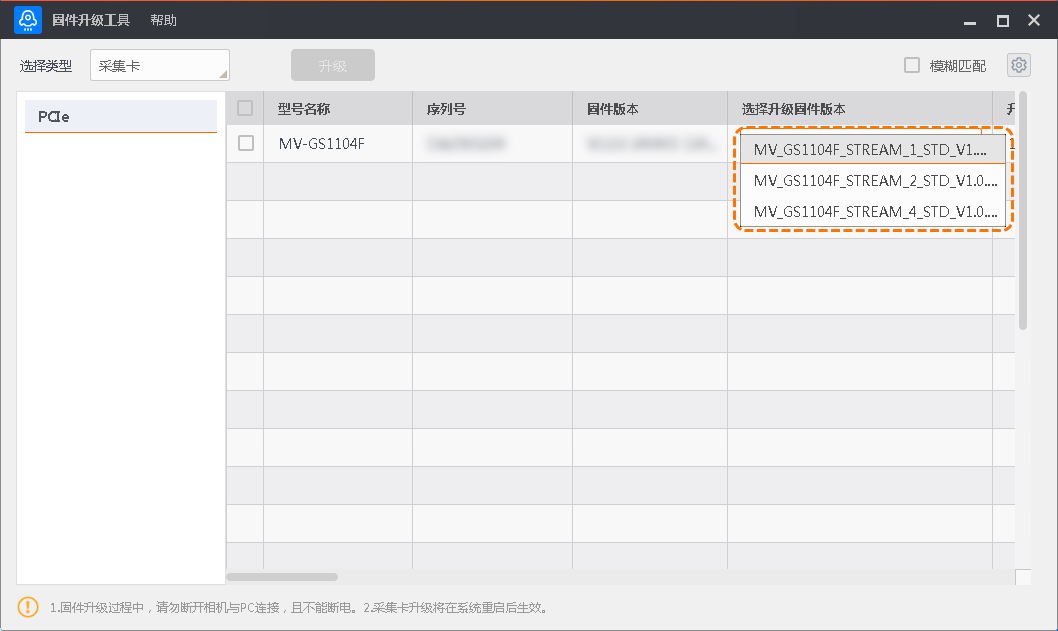 固件升级工具 帮助
选择类型 采集卡 升级 模糊匹配
PCIe
型号名称 序列号 固件版本 选择升级固件版本
MV-GS1104F
MV_GS1104F_STREAM_1_STD_V1....
MV_GS1104F_STREAM_2_STD_V1.0....
MV_GS1104F_STREAM_4_STD_V1.0....
1.固件升级过程中，请勿断开相机与PC连接，且不能断电。2.采集卡升级将在系统重启后生效。